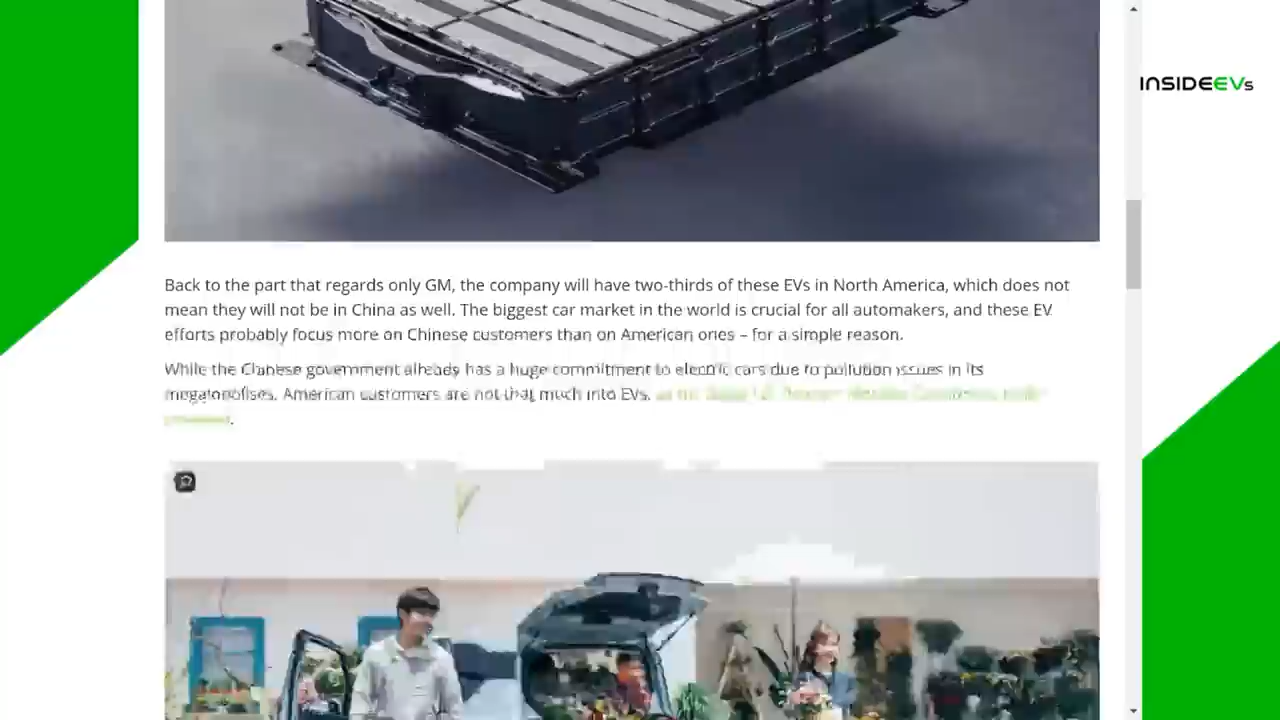 INSIDEEVs
Back to the part that regards only GM, the company will have two-thirds of these EVs in North America, which does not
mean they will not be in China as well. The biggest car market in the world is crucial for all automakers, and these EV
efforts probably focus more on Chinese customers than on American ones – for a simple reason.
While the Chinese government already has a huge commitment to electric cars due to pollution issues in its
American customers are not that much into EVs,